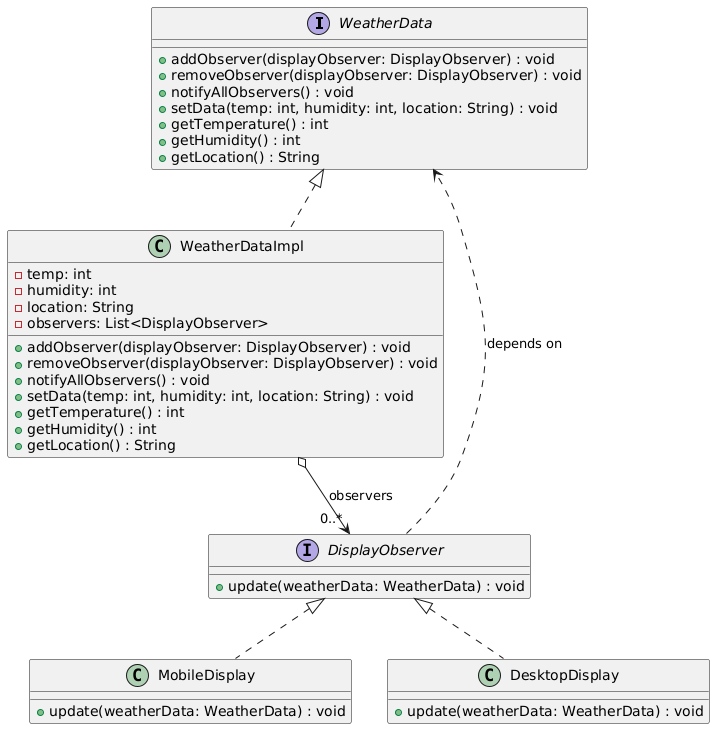 I WeatherData
addObserver(displayObserver: DisplayObserver) : void
removeObserver(displayObserver: DisplayObserver) : void
notifyAllObservers() : void
setData(temp: int, humidity: int, location: String) : void
getTemperature() : int
getHumidity() : int
getLocation() : String
C WeatherDataImpl
temp: int
humidity: int
location: String
observers: List<DisplayObserver>
addObserver(displayObserver: DisplayObserver) : void
removeObserver(displayObserver: DisplayObserver) : void
notifyAllObservers() : void
setData(temp: int, humidity: int, location: String) : void
getTemperature() : int
getHumidity() : int
getLocation() : String
depends on
observers
0..*
I DisplayObserver
update(weatherData: WeatherData) : void
C MobileDisplay
update(weatherData: WeatherData) : void
C DesktopDisplay
update(weatherData: WeatherData) : void